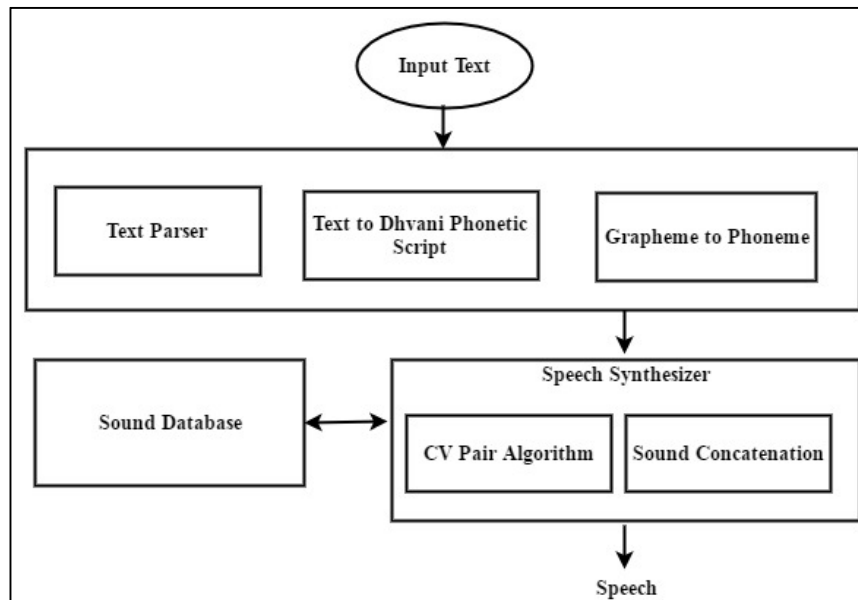 Input Text
Text Parser
Text to Dhvani Phonetic
Script
Grapheme to Phoneme
Sound Database
Speech Synthesizer
CV Pair Algorithm
Sound Concatenation
Speech